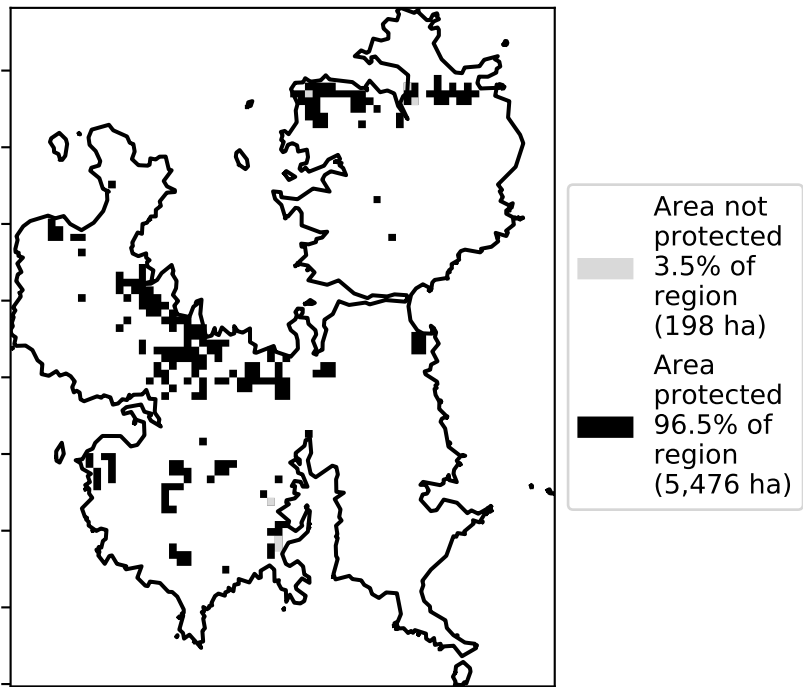 Area not
protected
3.5% of
region
(198 ha)
Area
protected
96.5% of
region
(5,476 ha)